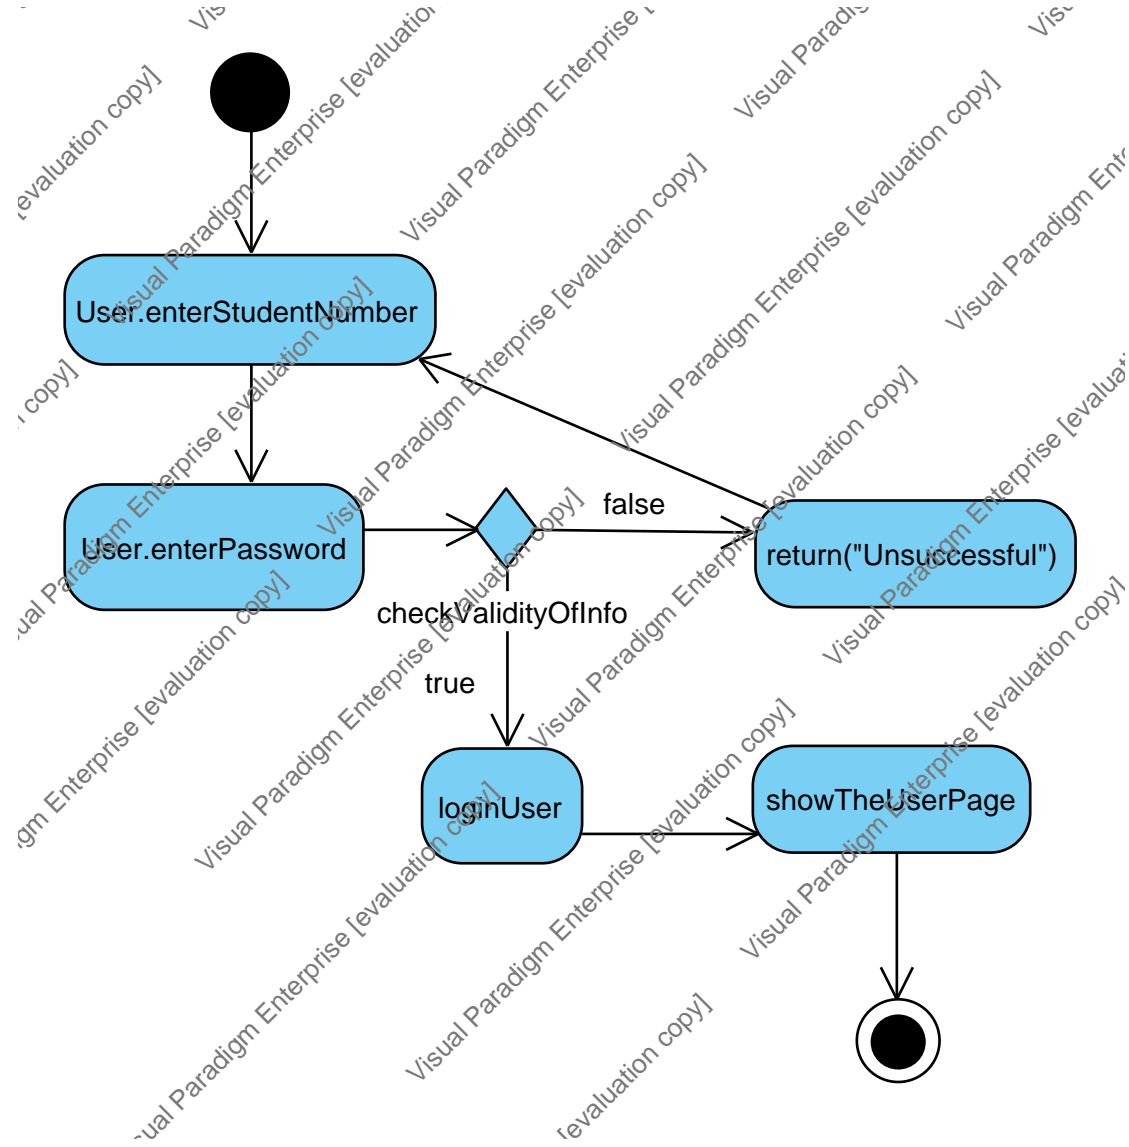 User.enterStudentNumber
User.enterPassword
false
return("Unsuccessful")
checkValidityOfInfo
true
loginUser
showTheUserPage
Visual Paradigm Enterprise [evaluation copy]